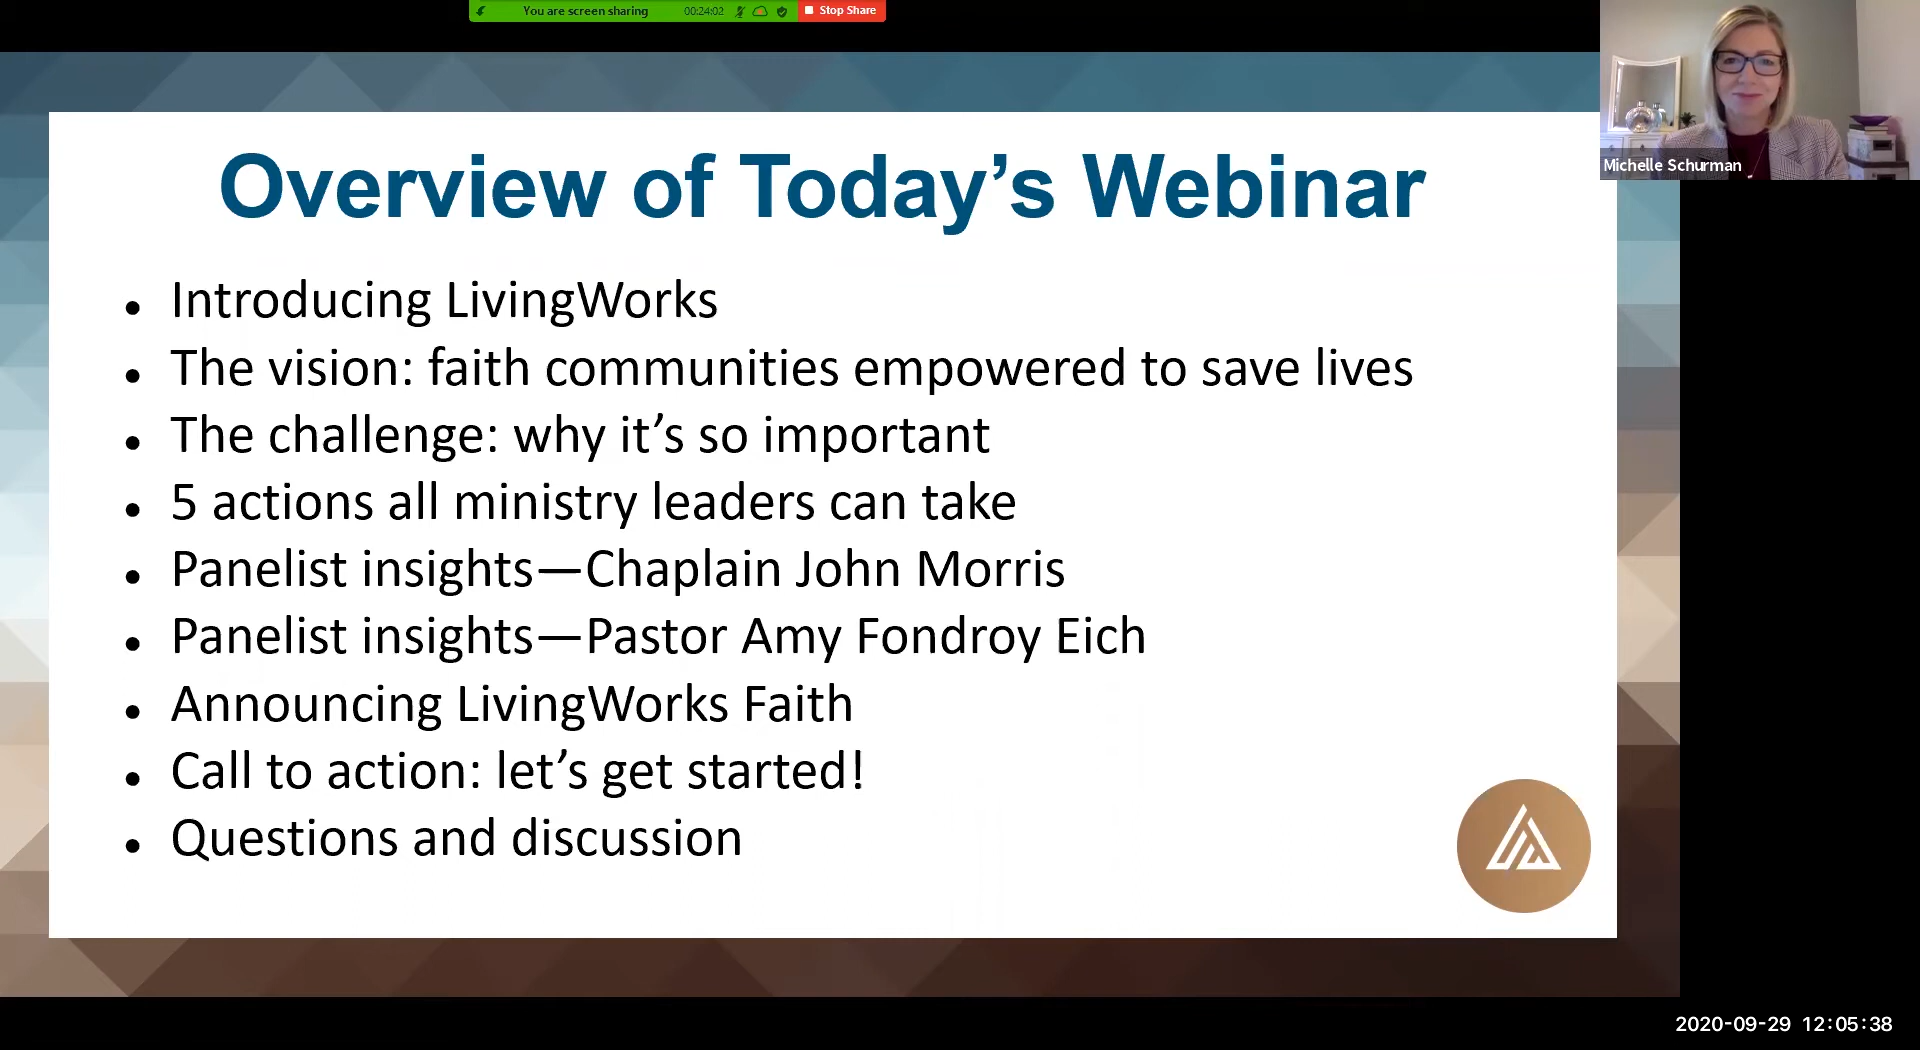 You are screen sharing 00:24:02 Stop Share
Michelle Schurman
Overview of Today’s Webinar
• Introducing LivingWorks
• The vision: faith communities empowered to save lives
• The challenge: why it’s so important
• 5 actions all ministry leaders can take
• Panelist insights—Chaplain John Morris
• Panelist insights—Pastor Amy Fondroy Eich
• Announcing LivingWorks Faith
• Call to action: let’s get started!
• Questions and discussion
2020-09-29 12:05:38